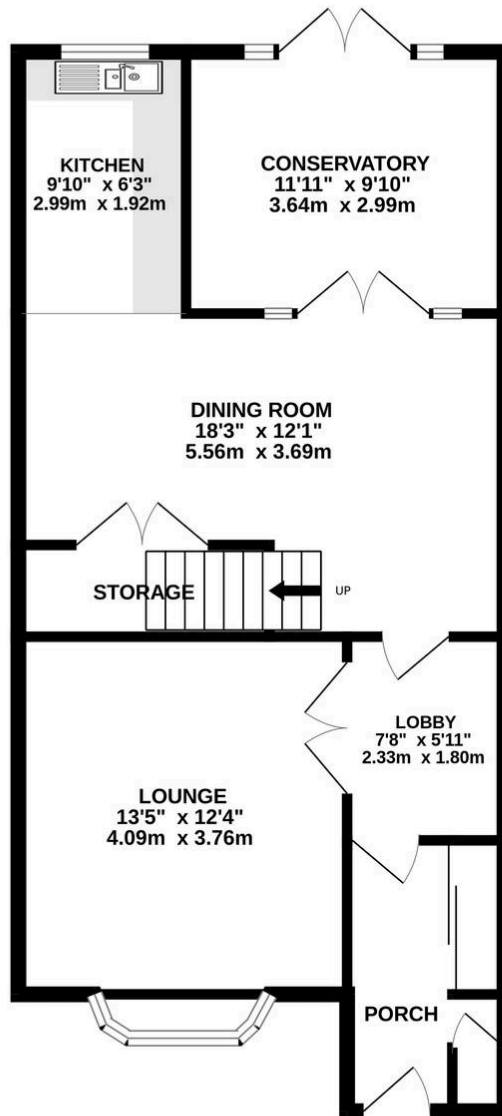 KITCHEN
9'10" x 6'3"
2.99m x 1.92m
CONSERVATORY
11'11" x 9'10"
3.64m x 2.99m
DINING ROOM
18'3" x 12'1"
5.56m x 3.69m
STORAGE
UP
LOBBY
7'8" x 5'11"
2.33m x 1.80m
LOUNGE
13'5" x 12'4"
4.09m x 3.76m
PORCH